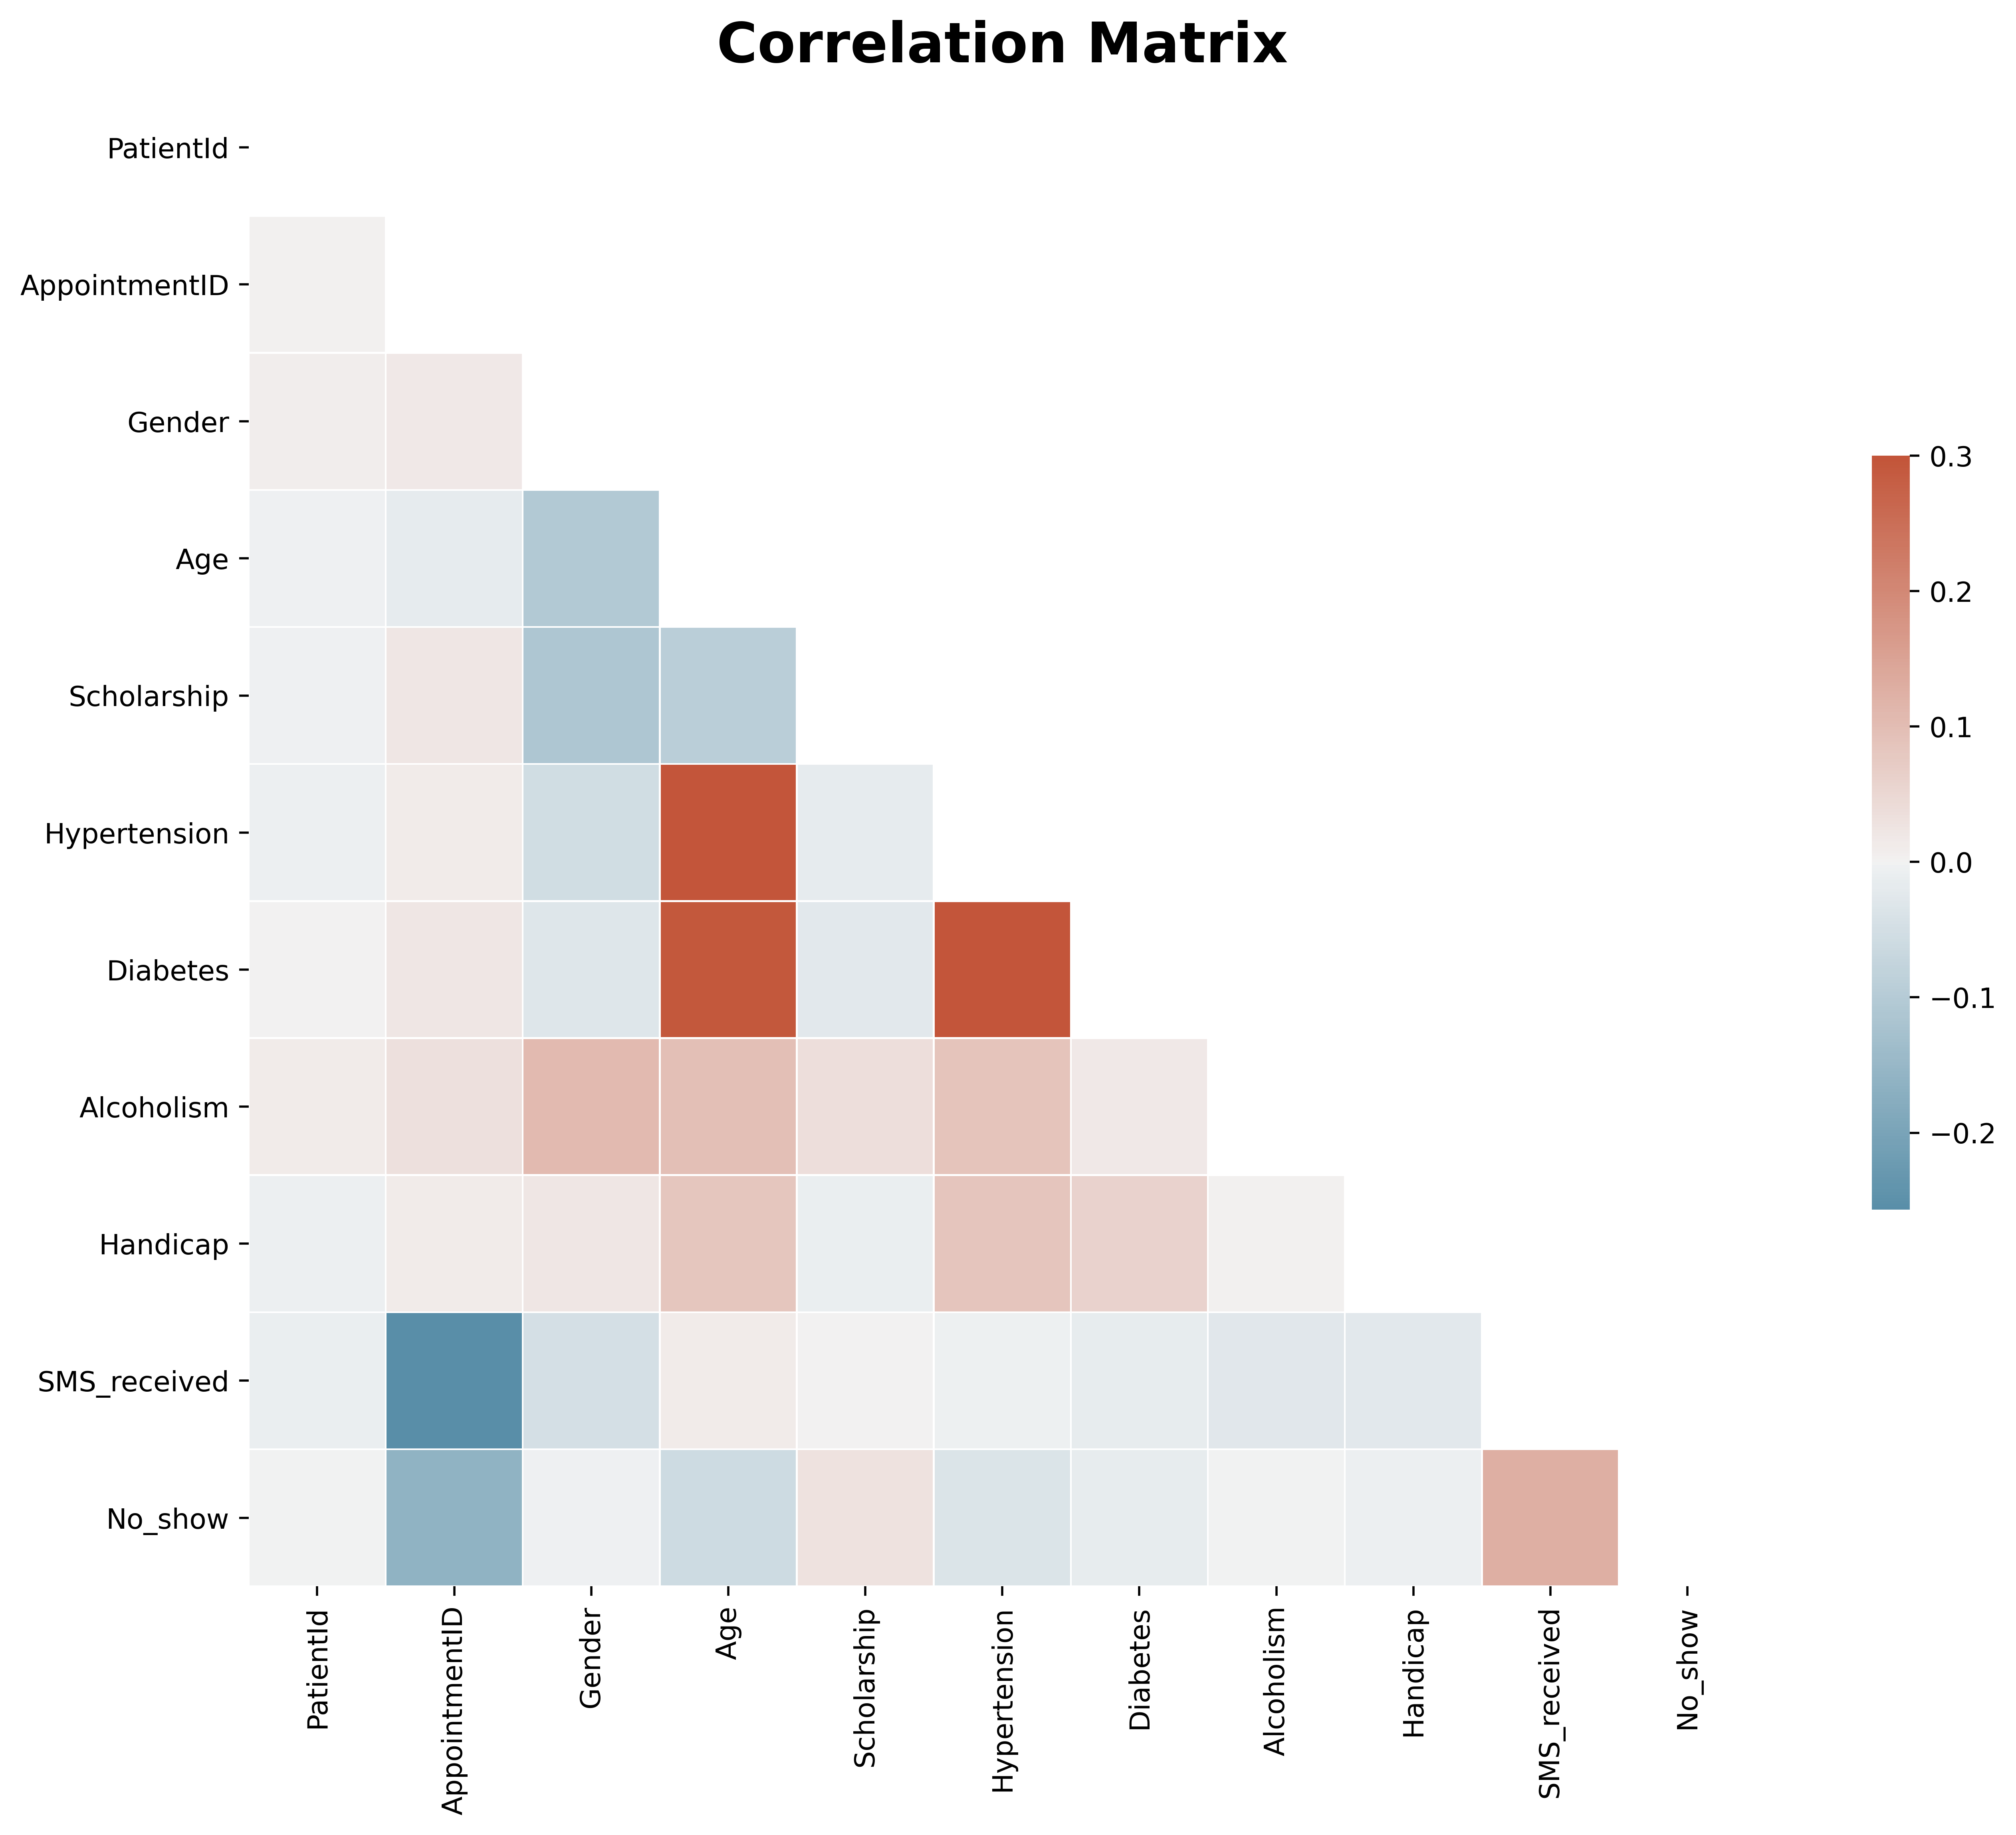 Correlation Matrix
PatientId
AppointmentID
Gender
Age
Scholarship
Hypertension
Diabetes
Alcoholism
Handicap
SMS_received
No_show
PatientId
AppointmentID
Gender
Age
Scholarship
Hypertension
Diabetes
Alcoholism
Handicap
SMS_received
No_show
0.3
0.2
0.1
0.0
−0.1
−0.2